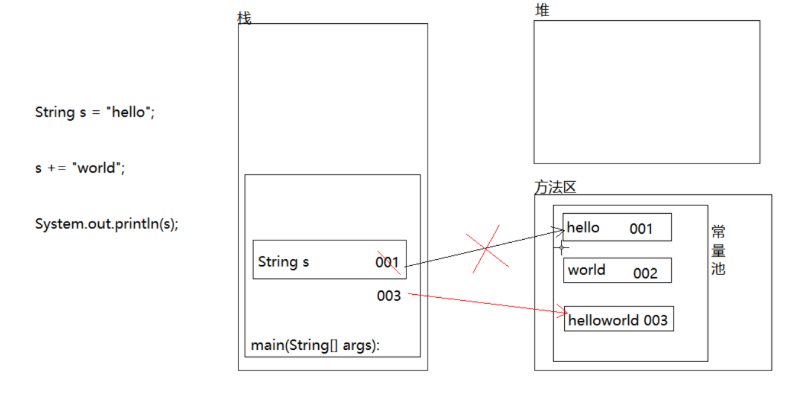 栈
堆
String s = "hello";
s += "world";
System.out.println(s);
方法区
常量池
hello 001
String s 001
world 002
003
helloworld 003
main(String[] args):